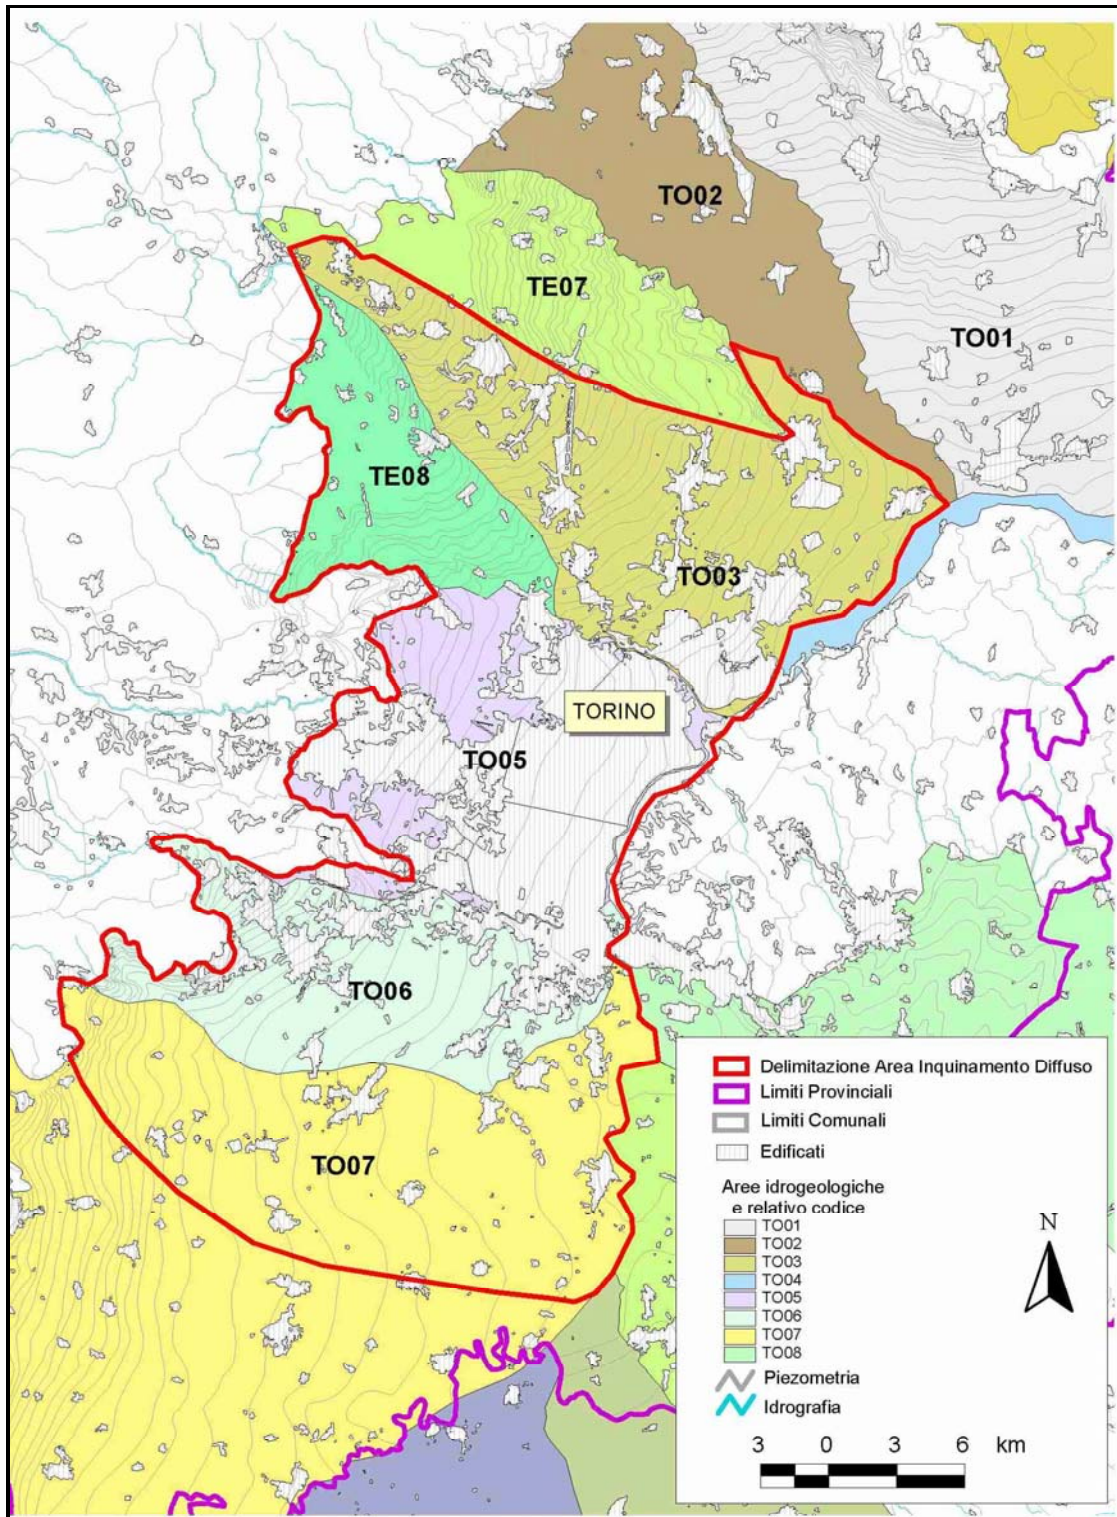 TO02
TE07
TO01
TE08
TO03
TORINO
TO05
TO06
TO07
Delimitazione Area Inquinamento Diffuso
Limiti Provinciali
Limiti Comunali
Edificati
Aree idrogeologiche
e relativo codice
TO01
TO02
TO03
TO04
TO05
TO06
TO07
TO08
Piezometria
Idrografia
N
3 0 3 6 km